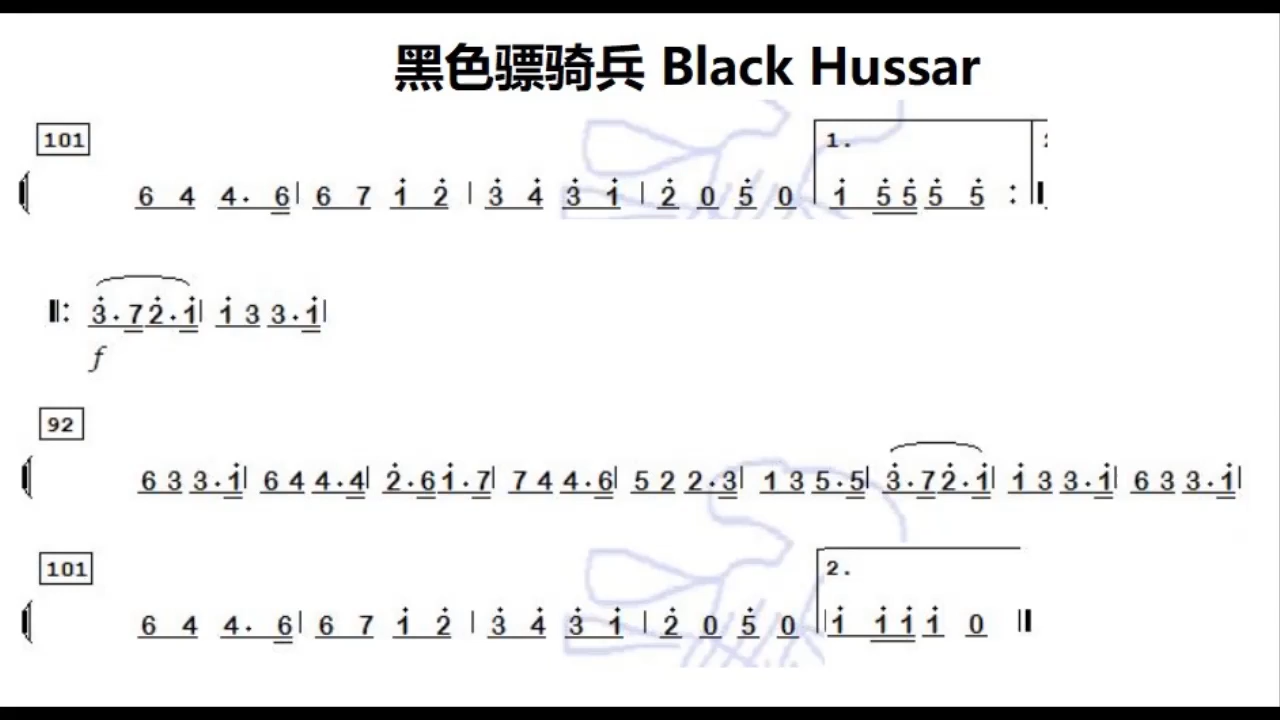 黑色骠骑兵 Black Hussar
101
1.
6 4 4. 6 | 6 7 1̇ 2̇ | 3̇ 4̇ 3̇ 1̇ | 2̇ 0 5̇ 0 | 1̇ 5̇ 5̇ 5̇ 5̇ :|
|: 3̇. 7 2̇. 1̇ | 1̇ 3 3. 1̇ |
f
92
6 3 3. 1̇ | 6 4 4. 4 | 2̇. 6 1̇. 7 | 7 4 4. 6 | 5 2 2. 3 | 1 3 5. 5 | 3̇. 7 2̇. 1̇ | 1̇ 3 3. 1̇ | 6 3 3. 1̇ |
101
2.
6 4 4. 6 | 6 7 1̇ 2̇ | 3̇ 4̇ 3̇ 1̇ | 2̇ 0 5̇ 0 | 1̇ 1̇ 1̇ 1̇ 0 ||